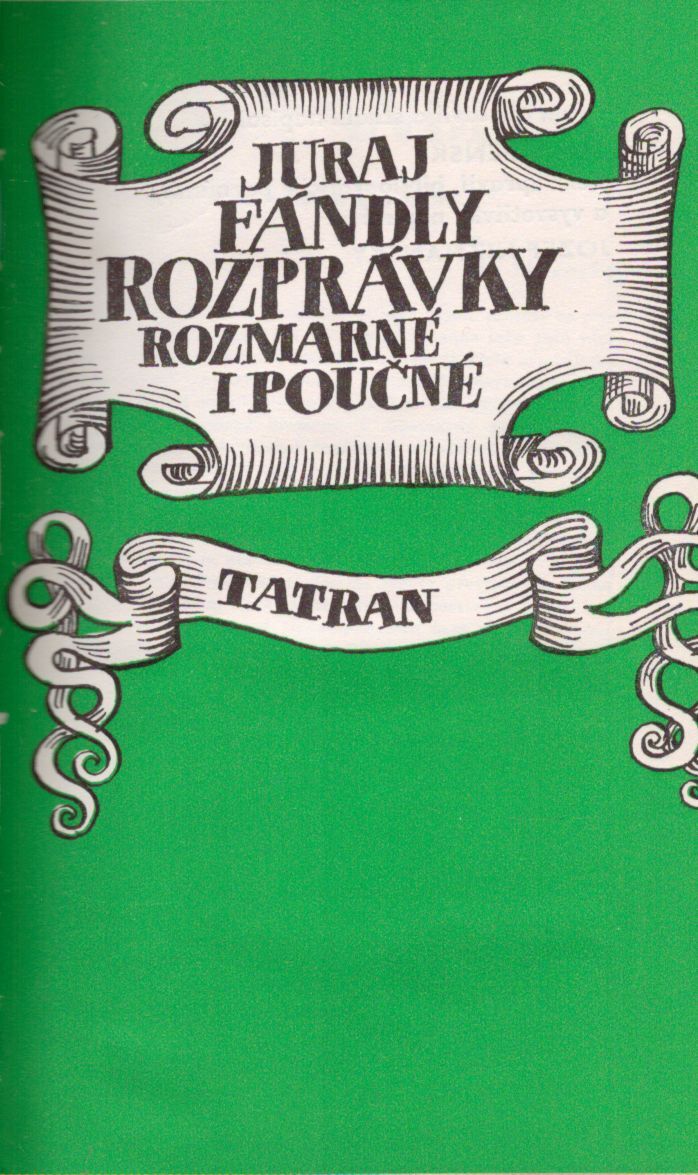 JURAJ
FÁNDLY
ROZPRÁVKY
ROZMARNÉ
I POUČNÉ
TATRAN